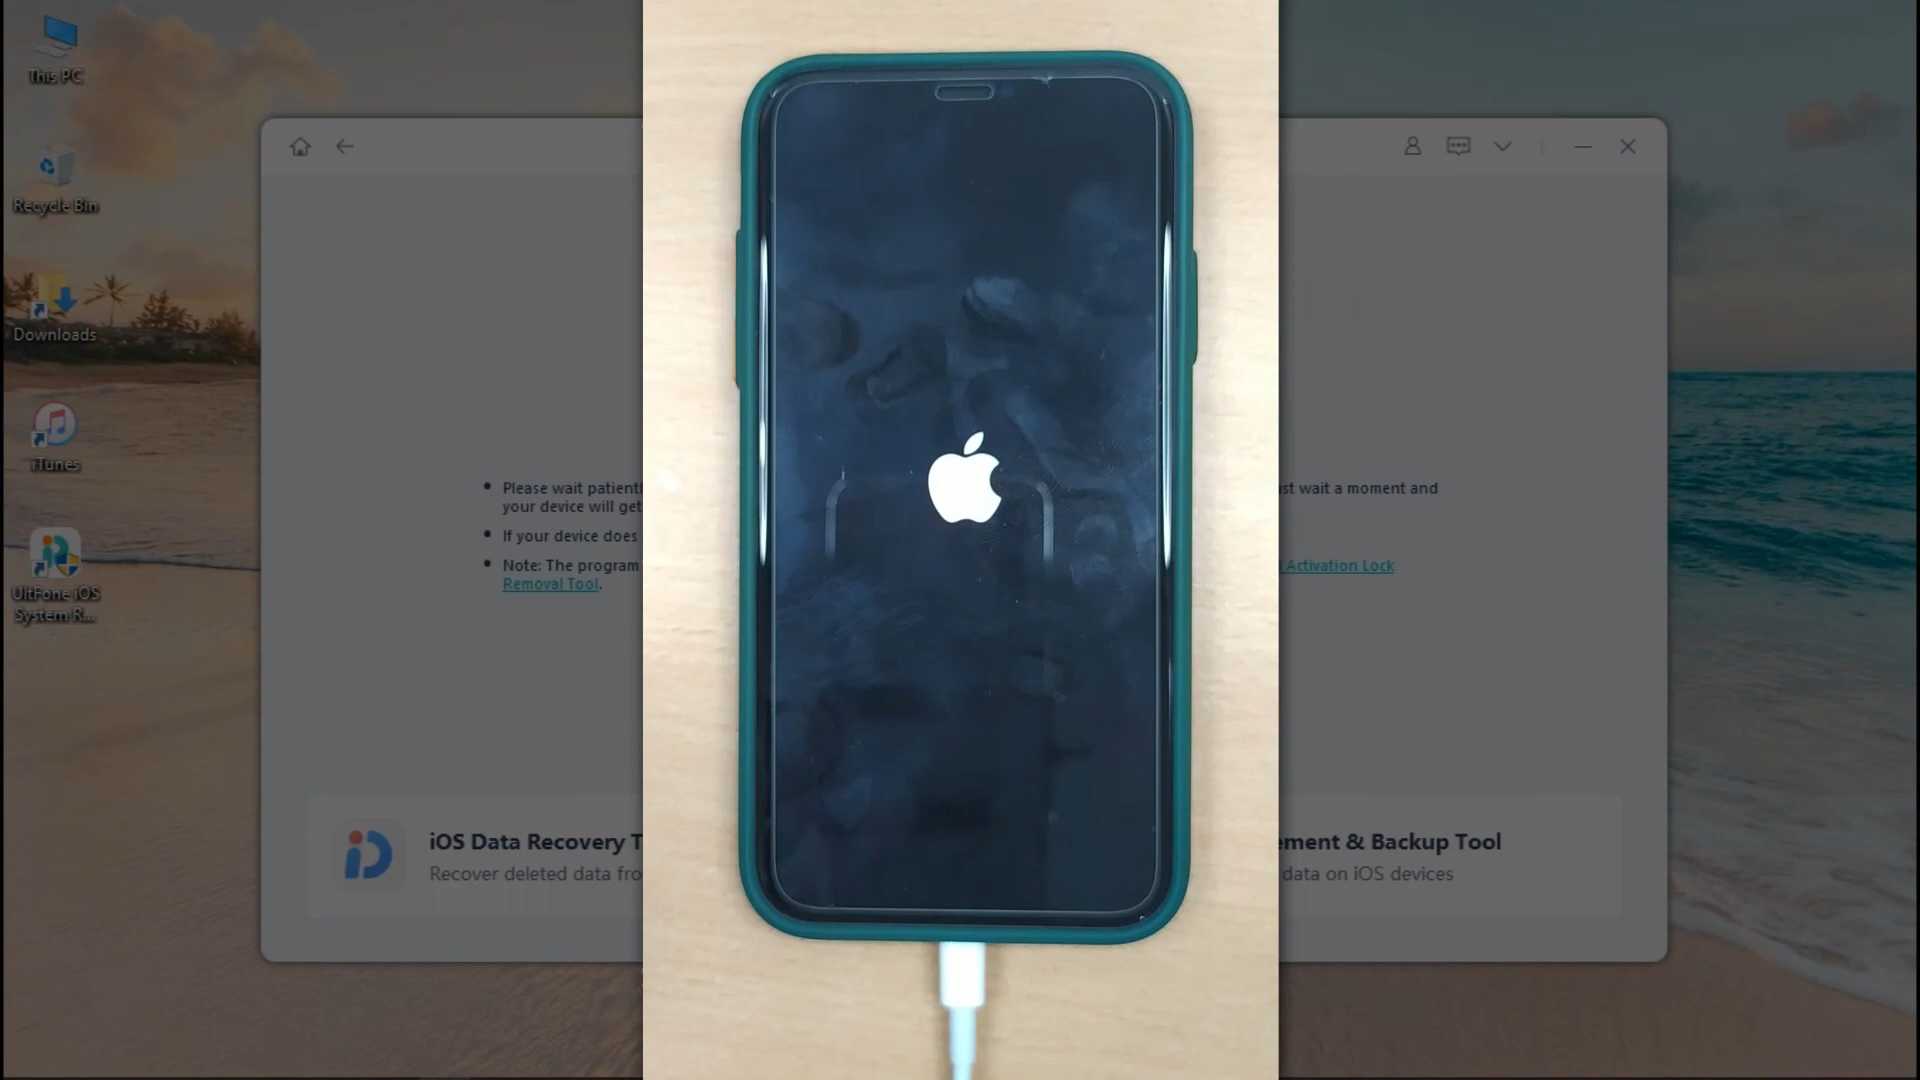 This PC
Recycle Bin
Downloads
iTunes
UltFone iOS
System R...
Please wait patientl
st wait a moment and
your device will get
If your device does
Note: The program
Activation Lock
Removal Tool.
iOS Data Recovery T
ement & Backup Tool
Recover deleted data fro
data on iOS devices